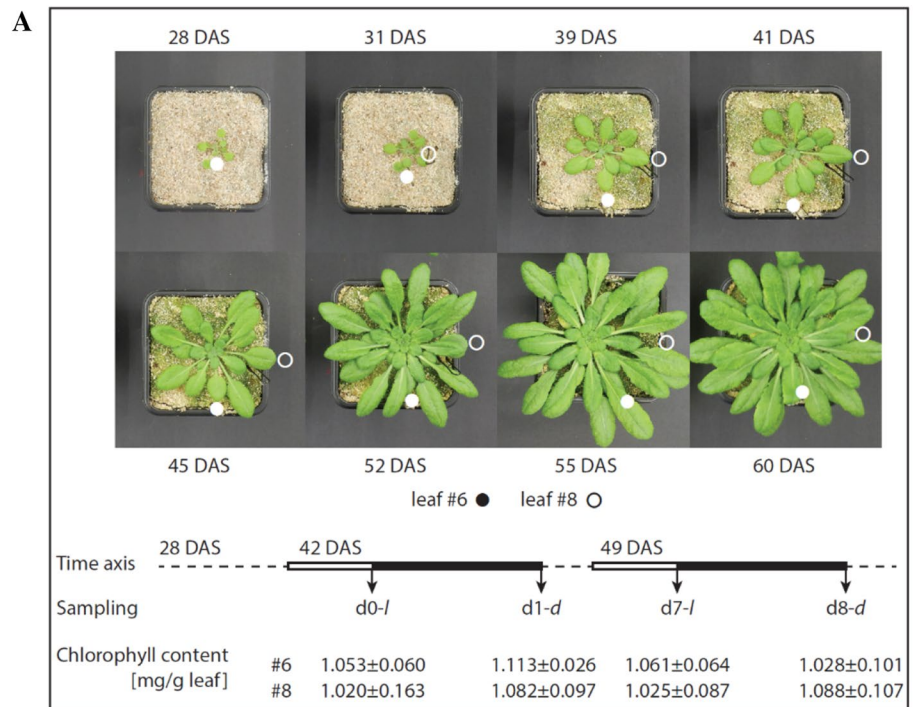 A
28 DAS 31 DAS 39 DAS 41 DAS
45 DAS 52 DAS 55 DAS 60 DAS
leaf #6 ● leaf #8 ○
28 DAS 42 DAS 49 DAS
Time axis
Sampling d0-l d1-d d7-l d8-d
Chlorophyll content #6 1.053±0.060 1.113±0.026 1.061±0.064 1.028±0.101
[mg/g leaf] #8 1.020±0.163 1.082±0.097 1.025±0.087 1.088±0.107